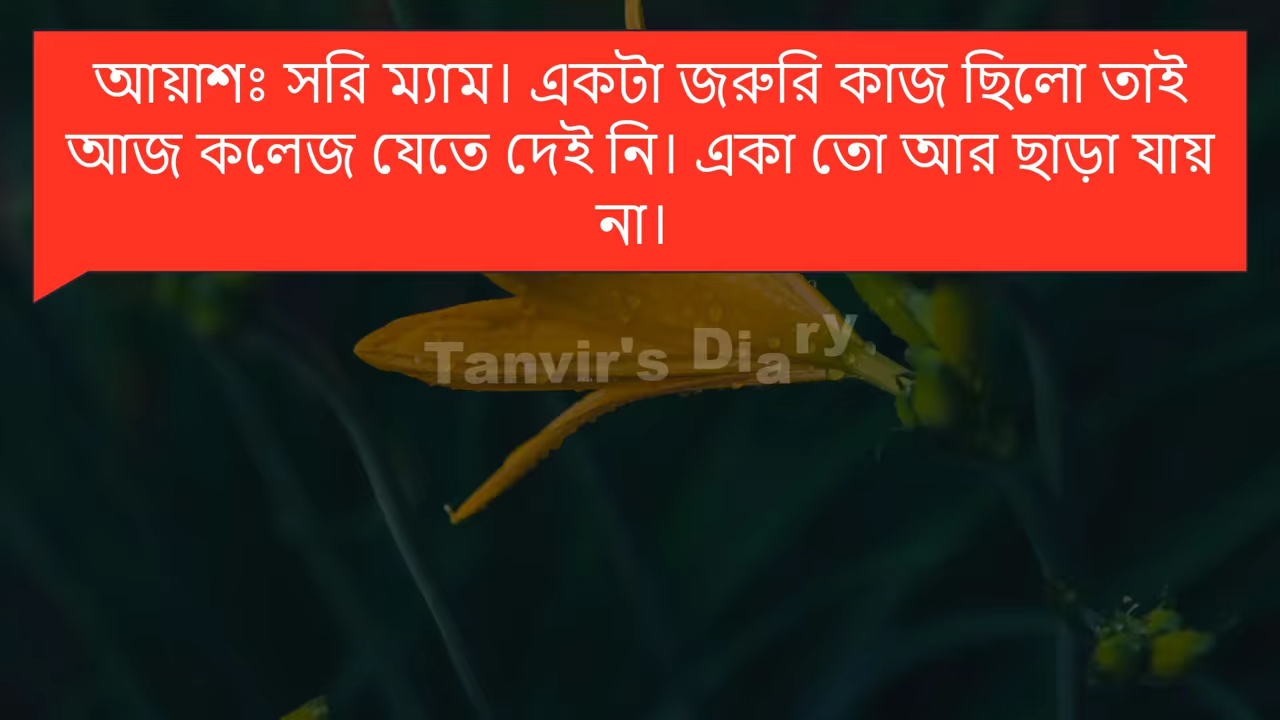 আয়াশঃ সরি ম্যাম। একটা জরুরি কাজ ছিলো তাই
আজ কলেজ যেতে দেই নি। একা তো আর ছাড়া যায়
না।
Tanvir's Diary